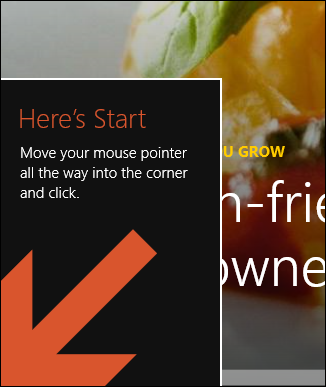 Here's Start
Move your mouse pointer
all the way into the corner
and click.
U GROW
n-frie
owne